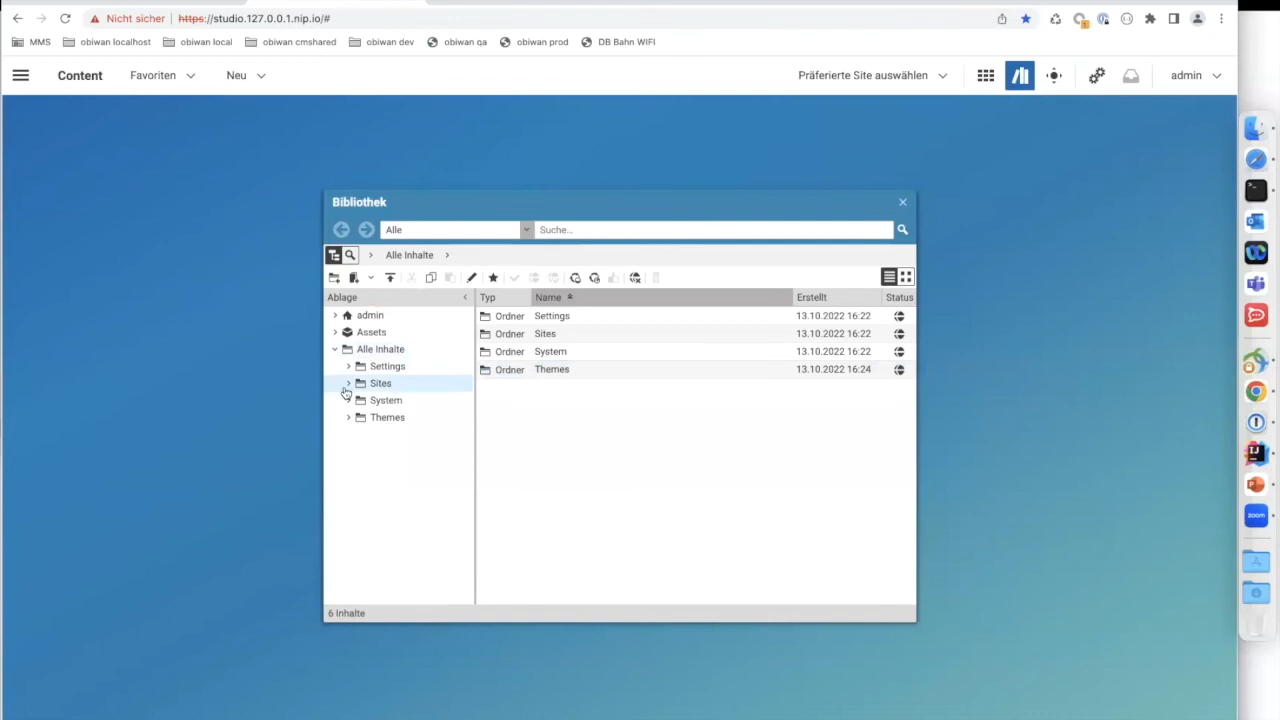 Nicht sicher https://studio.127.0.0.1.nip.io/#
MMS obiwan localhost obiwan local obiwan cmshared obiwan dev obiwan qa obiwan prod DB Bahn WIFI
Content Favoriten Neu Präferierte Site auswählen admin
Bibliothek
Alle Suche...
Alle Inhalte
Ablage Typ Name Erstellt Status
admin Ordner Settings 13.10.2022 16:22
Assets Ordner Sites 13.10.2022 16:22
Alle Inhalte Ordner System 13.10.2022 16:22
Settings Ordner Themes 13.10.2022 16:24
Sites
System
Themes
IJ
zoom
6 Inhalte